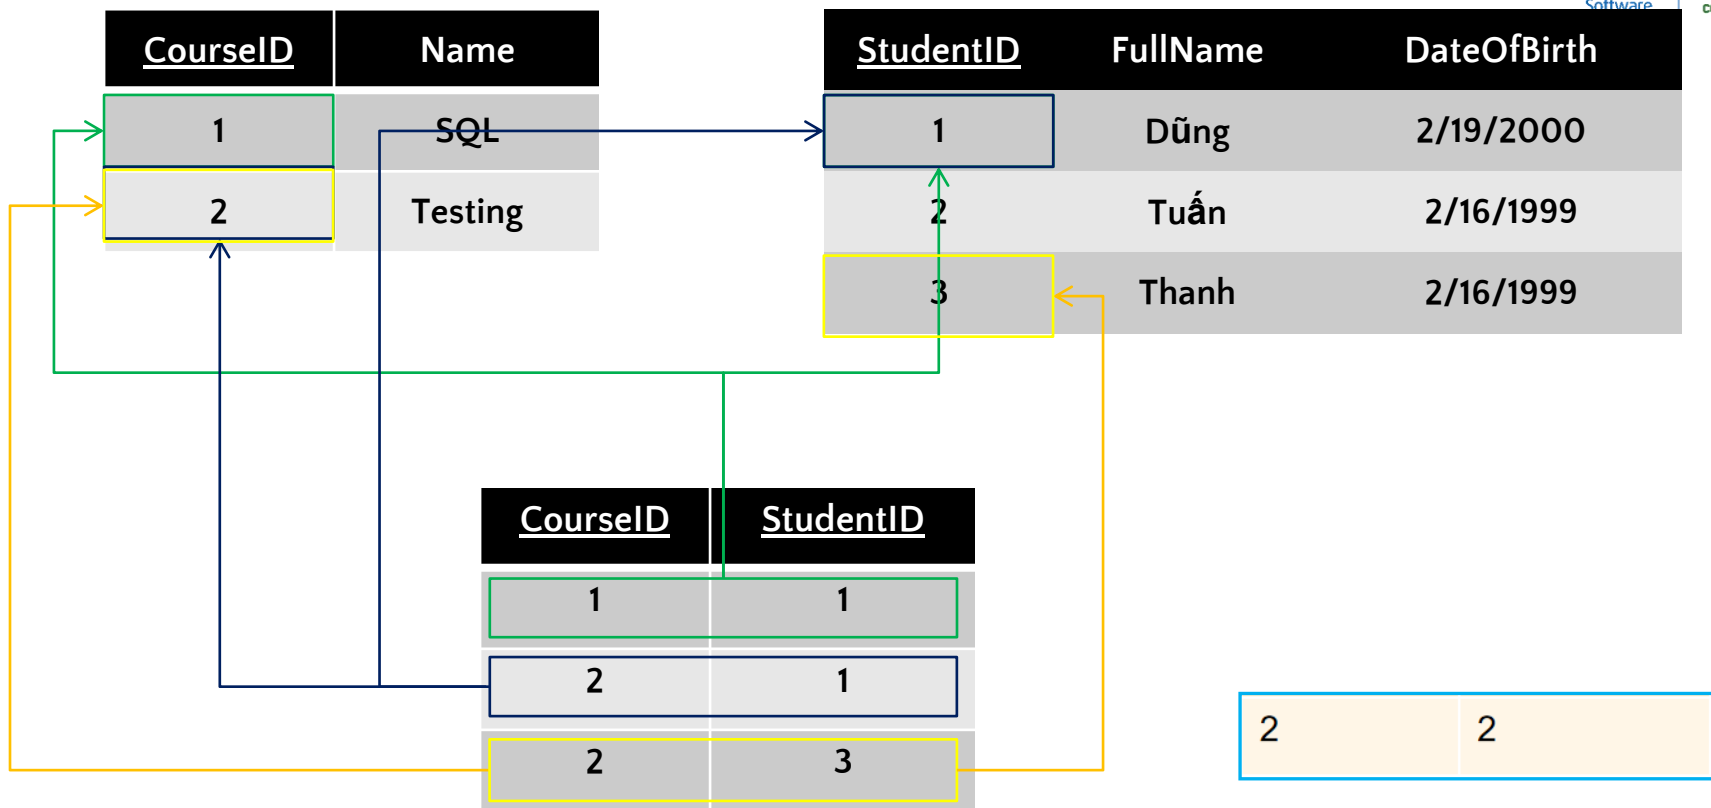 Software
CourseID Name
1 SQL
2 Testing
StudentID FullName DateOfBirth
1 Dũng 2/19/2000
2 Tuấn 2/16/1999
3 Thanh 2/16/1999
CourseID StudentID
1 1
2 1
2 3
2 2